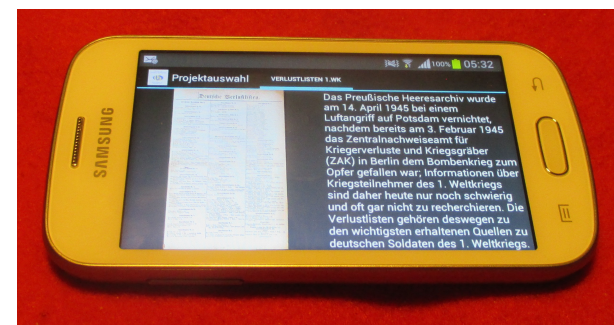 SAMSUNG
100% 05:32
Projektauswahl VERLUSTLISTEN 1.WK
Das Preußische Heeresarchiv wurde
am 14. April 1945 bei einem
Luftangriff auf Potsdam vernichtet,
nachdem bereits am 3. Februar 1945
das Zentralnachweiseamt für
Kriegerverluste und Kriegsgräber
(ZAK) in Berlin dem Bombenkrieg zum
Opfer gefallen war; Informationen über
Kriegsteilnehmer des 1. Weltkriegs
sind daher heute nur noch schwierig
und oft gar nicht zu recherchieren. Die
Verlustlisten gehören deswegen zu
den wichtigsten erhaltenen Quellen zu
deutschen Soldaten des 1. Weltkriegs.